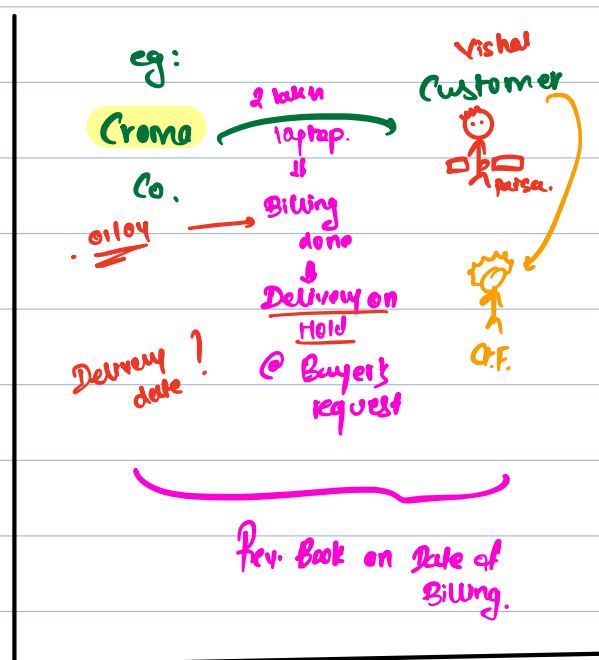 eg:
Vishal
Customer
2 lakh
Croma
laptop.
Co.
paisa.
Billing
done
01/04
Delivery on
Hold
G.F.
Delivery
date ?
@ Buyer's
request
Rev. Book on Date of
Billing.